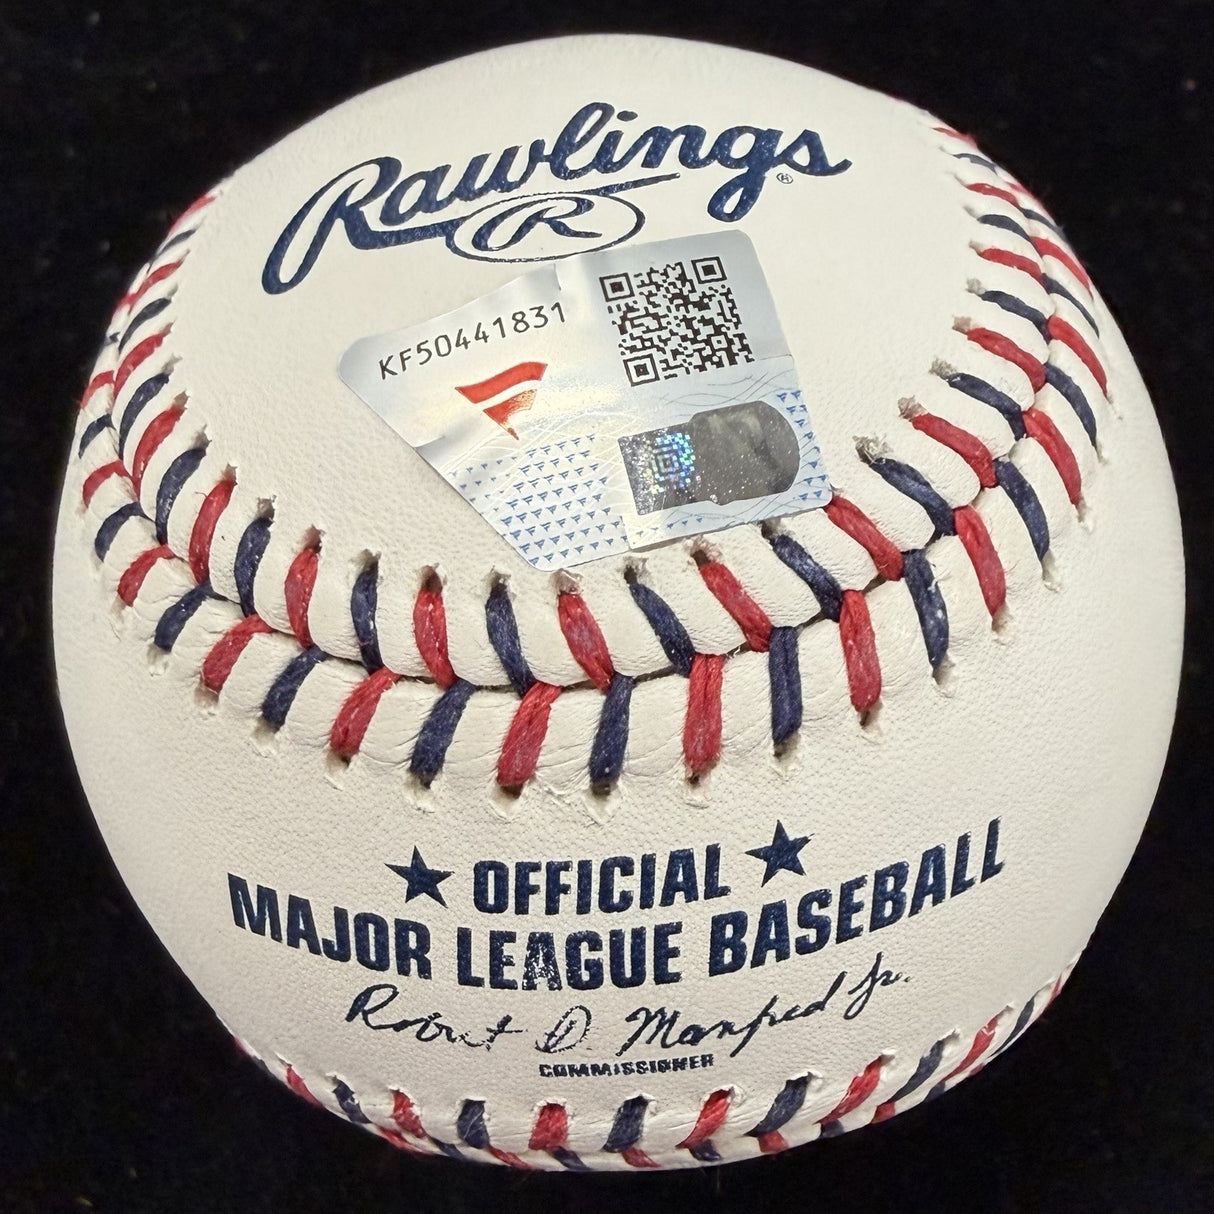 Rawlings ®
R
KF50441831
★ OFFICIAL ★
MAJOR LEAGUE BASEBALL
Robert D. Manfred Jr.
COMMISSIONER